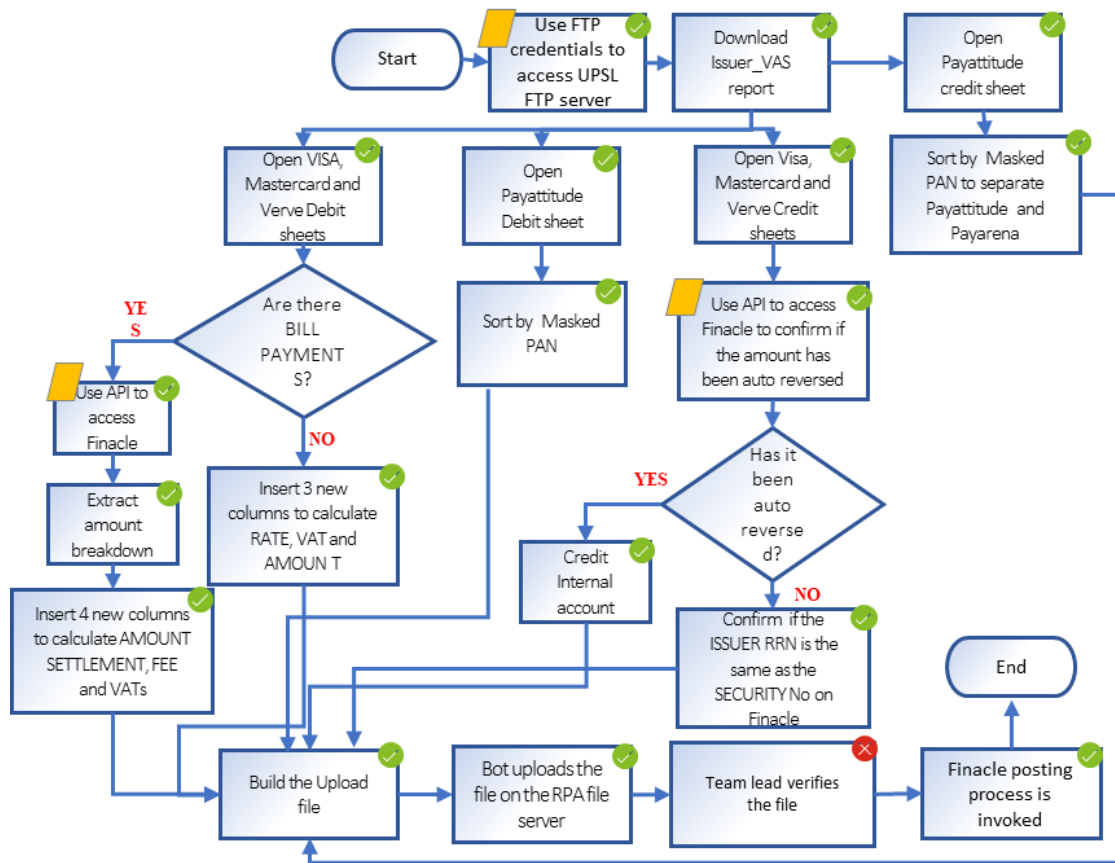 Start
Use FTP
credentials to
access UPSL
FTP server
Download
Issuer_VAS
report
Open
Payattitude
credit sheet
Open VISA,
Mastercard and
Verve Debit
sheets
Open
Payattitude
Debit sheet
Open Visa,
Mastercard and
Verve Credit
sheets
Sort by Masked
PAN to separate
Payattitude and
Payarena
Are there
BILL
PAYMENT
S?
YE
S
NO
Sort by Masked
PAN
Use API to access
Finacle to confirm if
the amount has
been auto reversed
Use API to
access
Finacle
Extract
amount
breakdown
Insert 3 new
columns to calculate
RATE, VAT and
AMOUN T
Has it
been
auto
reverse
d?
YES
NO
Credit
Internal
account
Insert 4 new columns
to calculate AMOUNT
SETTLEMENT, FEE
and VATs
Confirm if the
ISSUER RRN is the
same as the
SECURITY No on
Finacle
End
Build the Upload
file
Bot uploads the
file on the RPA file
server
Team lead verifies
the file
Finacle posting
process is
invoked